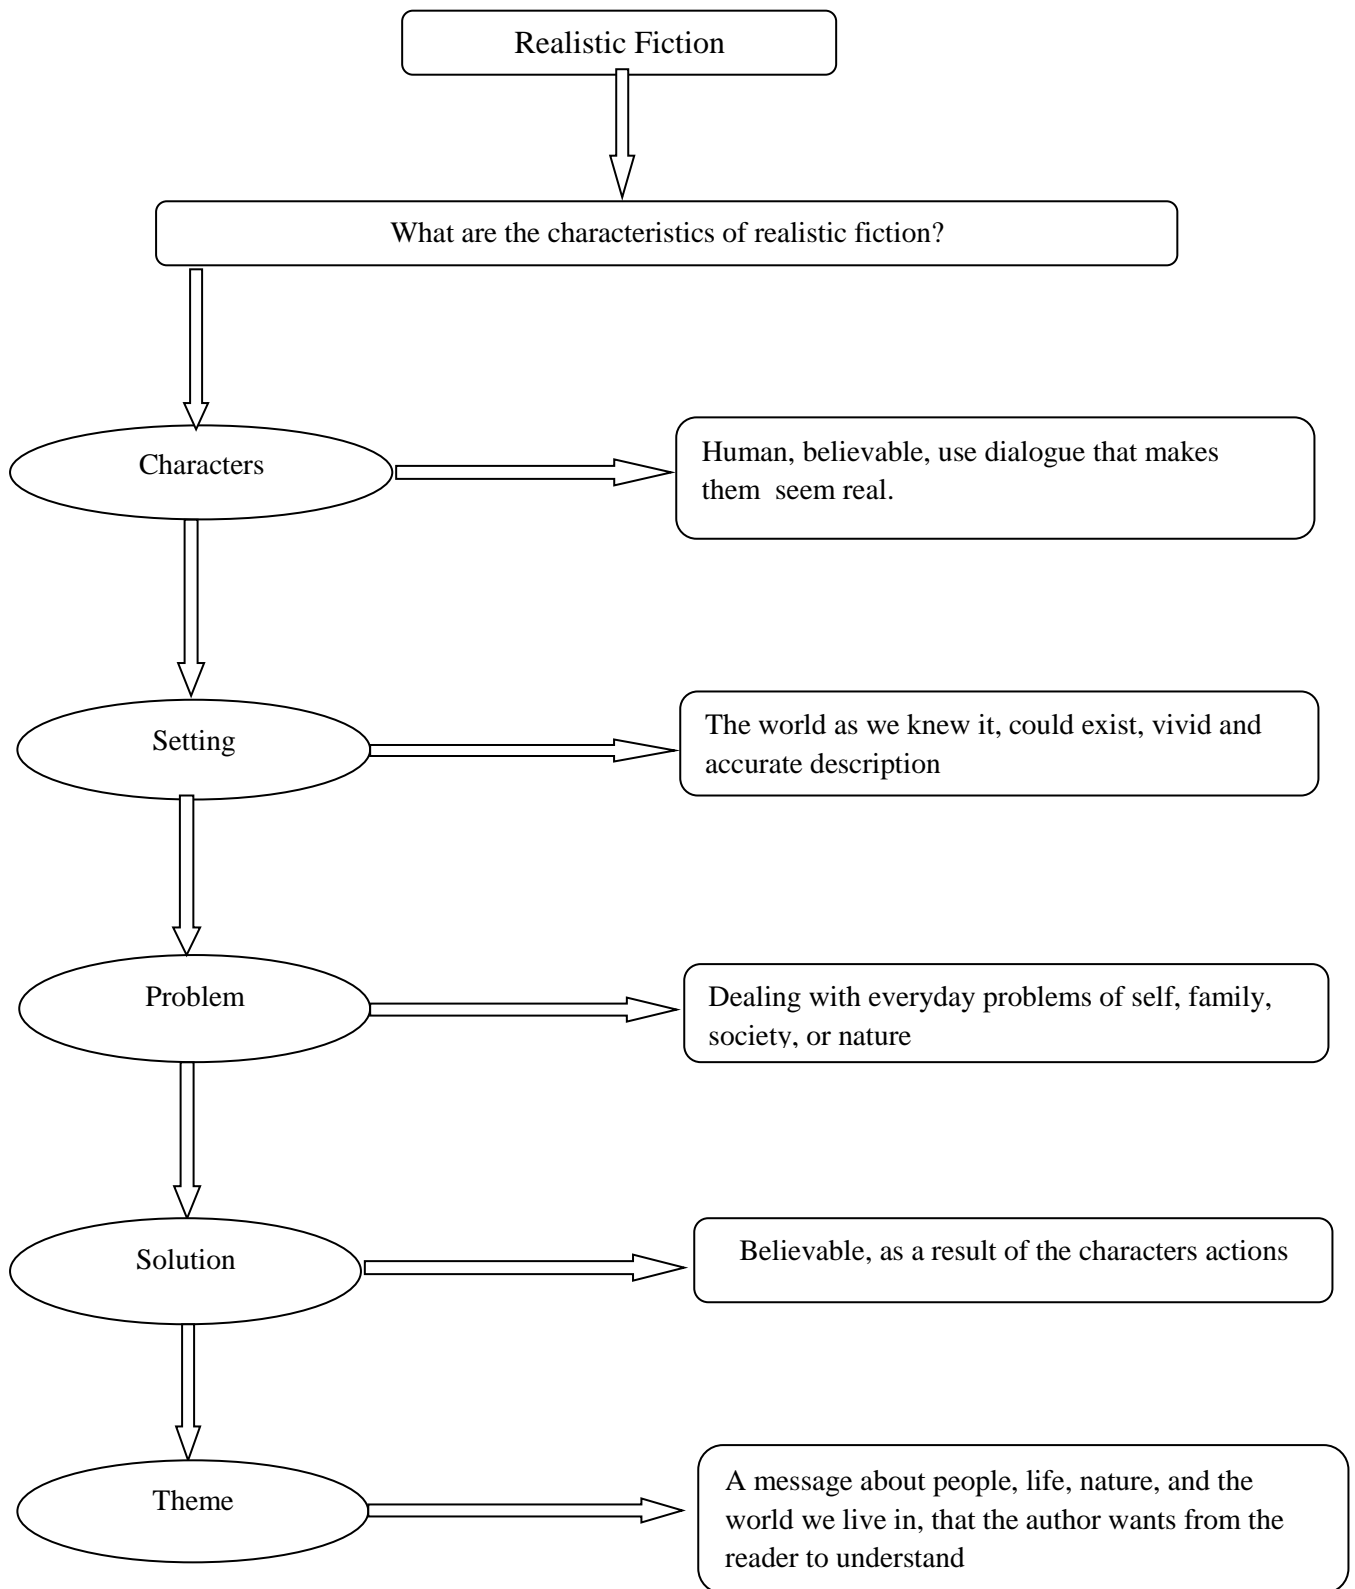 Realistic Fiction
What are the characteristics of realistic fiction?
Characters
Human, believable, use dialogue that makes
them  seem real.
Setting
The world as we knew it, could exist, vivid and
accurate description
Problem
Dealing with everyday problems of self, family,
society, or nature
Solution
Believable, as a result of the characters actions
Theme
A message about people, life, nature, and the
world we live in, that the author wants from the
reader to understand